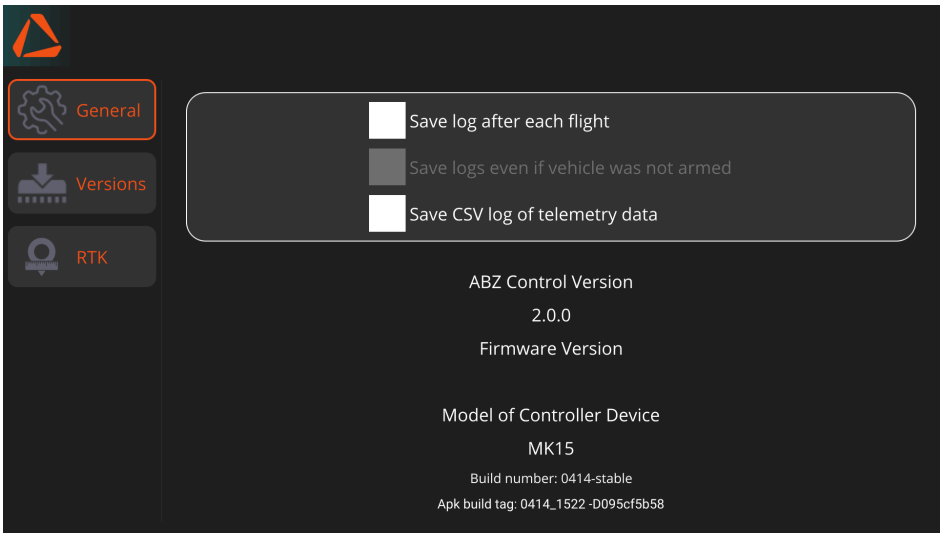 General
Versions
RTK
Save log after each flight
Save logs even if vehicle was not armed
Save CSV log of telemetry data
ABZ Control Version
2.0.0
Firmware Version
Model of Controller Device
MK15
Build number: 0414-stable
Apk build tag: 0414_1522 -D095cf5b58